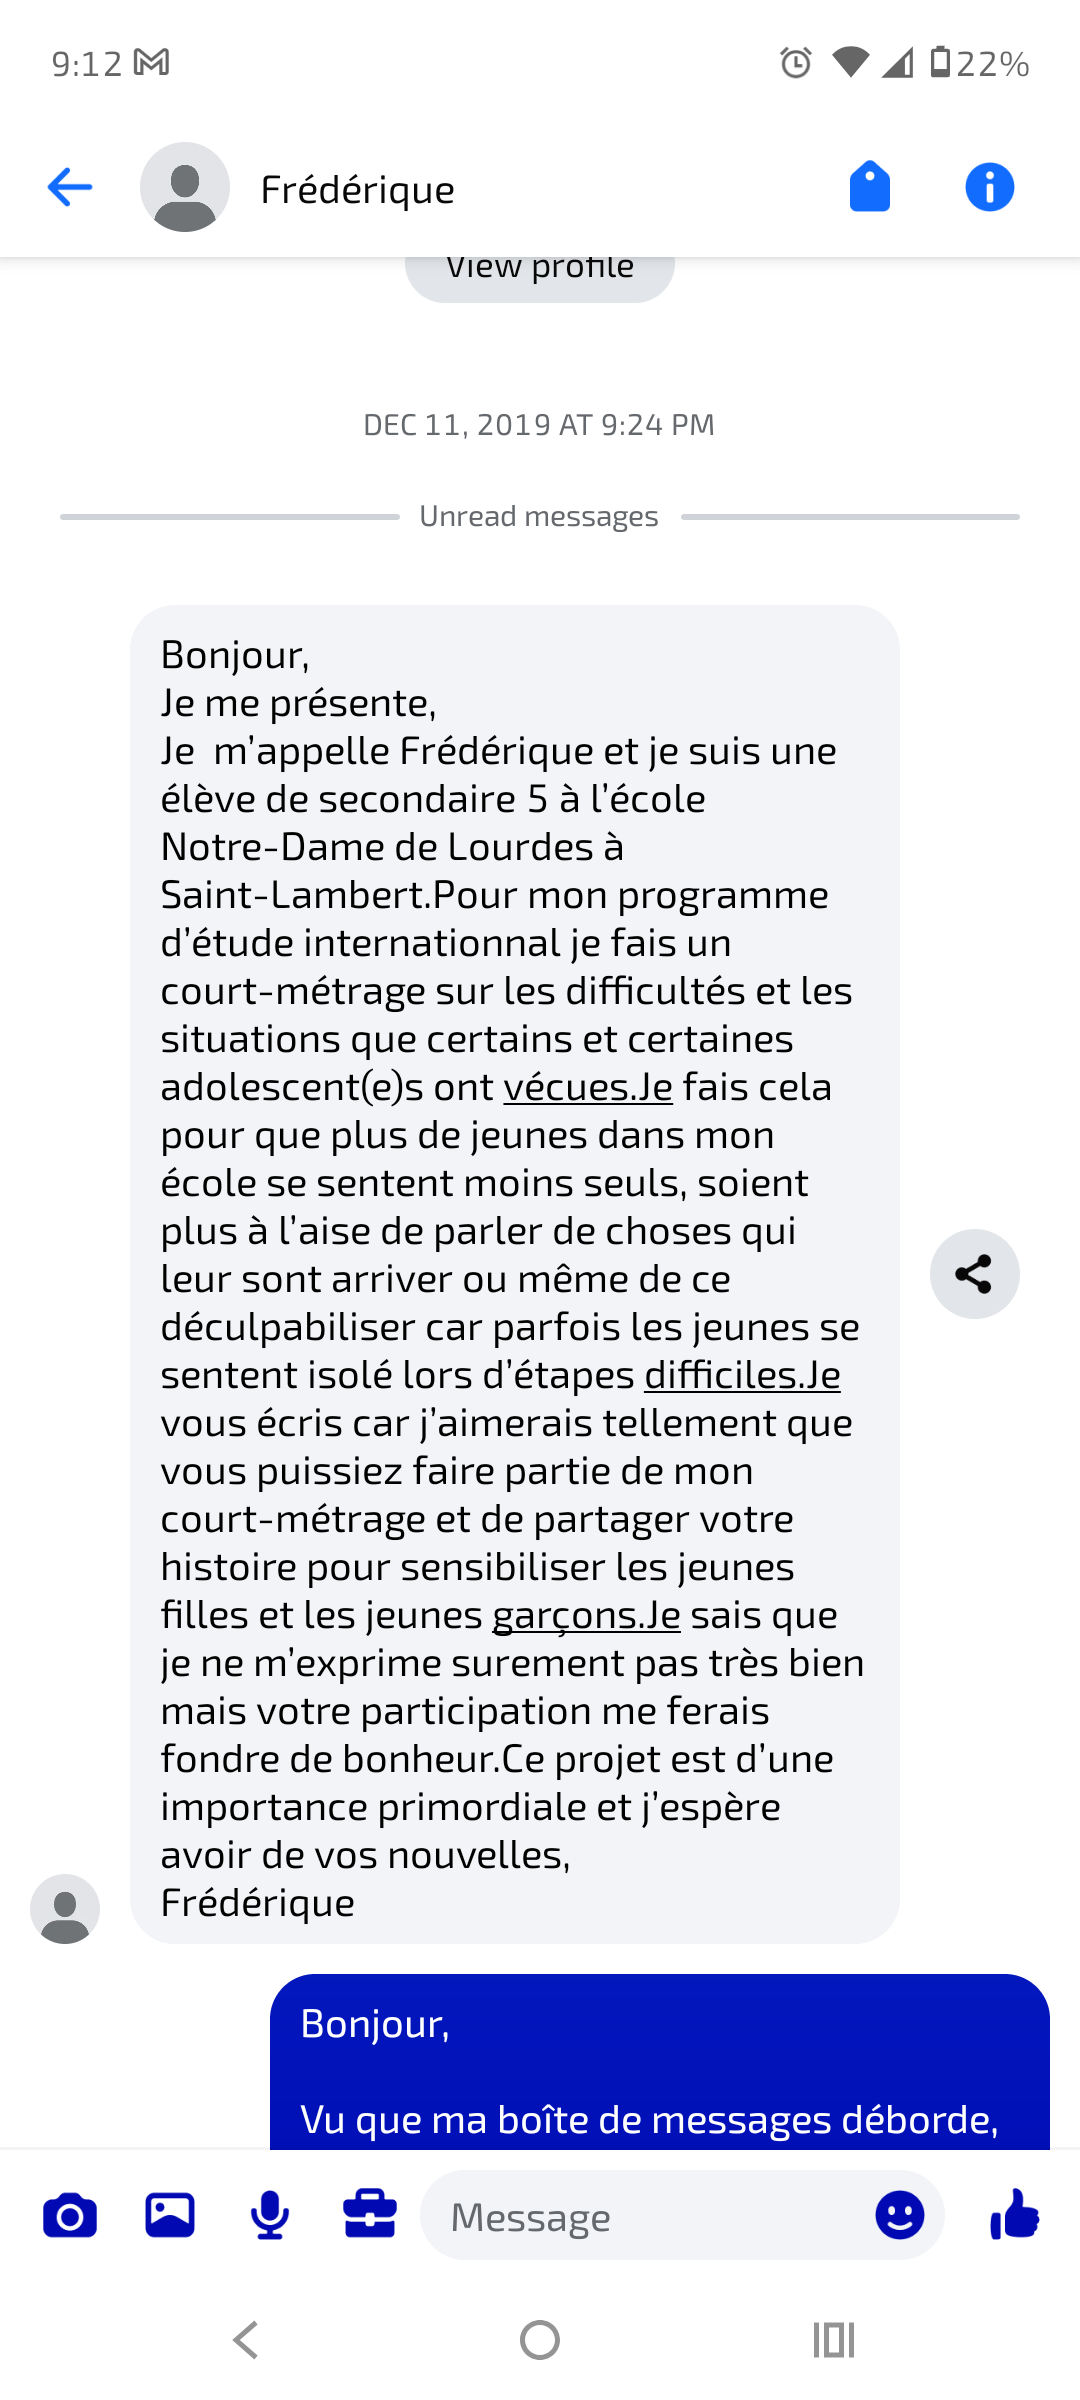 9:12
22%
Frédérique
View profile
DEC 11, 2019 AT 9:24 PM
Unread messages
Bonjour,
Je me présente,
Je  m’appelle Frédérique et je suis une
élève de secondaire 5 à l’école
Notre-Dame de Lourdes à
Saint-Lambert.Pour mon programme
d’étude internationnal je fais un
court-métrage sur les difficultés et les
situations que certains et certaines
adolescent(e)s ont vécues.Je fais cela
pour que plus de jeunes dans mon
école se sentent moins seuls, soient
plus à l’aise de parler de choses qui
leur sont arriver ou même de ce
déculpabiliser car parfois les jeunes se
sentent isolé lors d’étapes difficiles.Je
vous écris car j’aimerais tellement que
vous puissiez faire partie de mon
court-métrage et de partager votre
histoire pour sensibiliser les jeunes
filles et les jeunes garçons.Je sais que
je ne m’exprime surement pas très bien
mais votre participation me ferais
fondre de bonheur.Ce projet est d’une
importance primordiale et j’espère
avoir de vos nouvelles,
Frédérique
Bonjour,
Vu que ma boîte de messages déborde,
Message